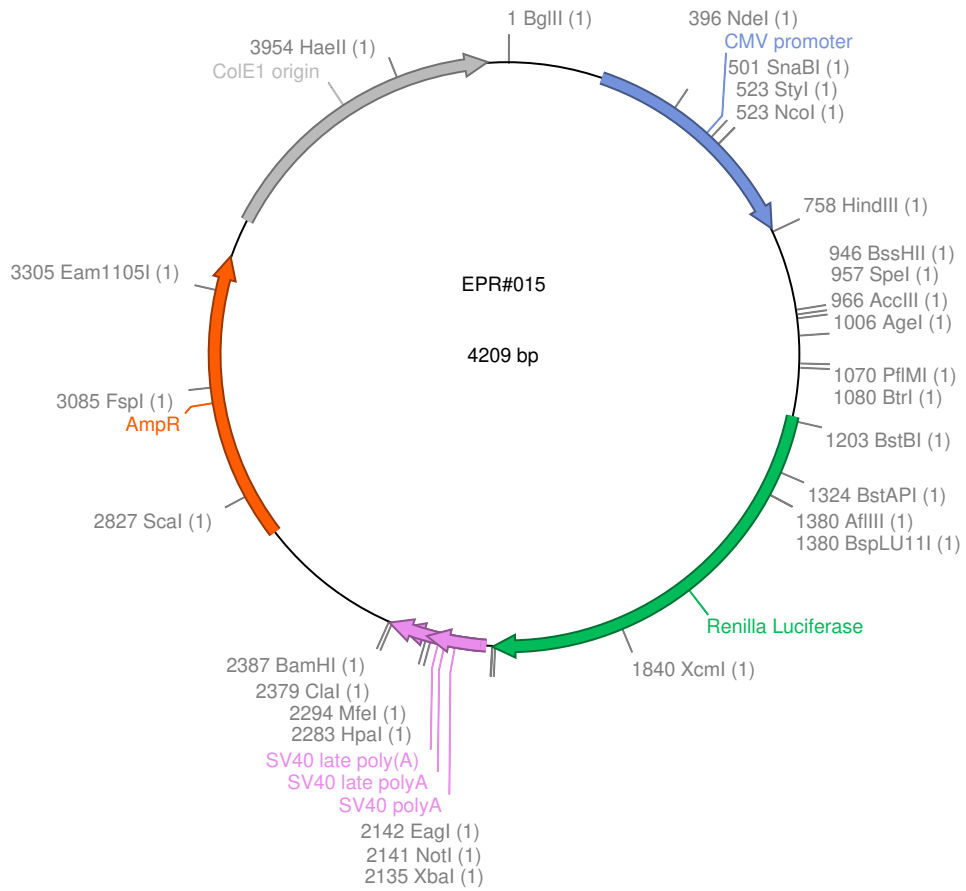 1 BglII (1)
396 NdeI (1)
CMV promoter
501 SnaBI (1)
523 StyI (1)
523 NcoI (1)
758 HindIII (1)
946 BssHII (1)
957 SpeI (1)
966 AccIII (1)
1006 AgeI (1)
1070 PflMI (1)
1080 BtrI (1)
1203 BstBI (1)
1324 BstAPI (1)
1380 AflIII (1)
1380 BspLU11I (1)
Renilla Luciferase
1840 XcmI (1)
EPR#015
4209 bp
2387 BamHI (1)
2379 ClaI (1)
2294 MfeI (1)
2283 HpaI (1)
SV40 late poly(A)
SV40 late polyA
SV40 polyA
2142 EagI (1)
2141 NotI (1)
2135 XbaI (1)
2827 ScaI (1)
AmpR
3085 FspI (1)
3305 Eam1105I (1)
ColE1 origin
3954 HaeII (1)